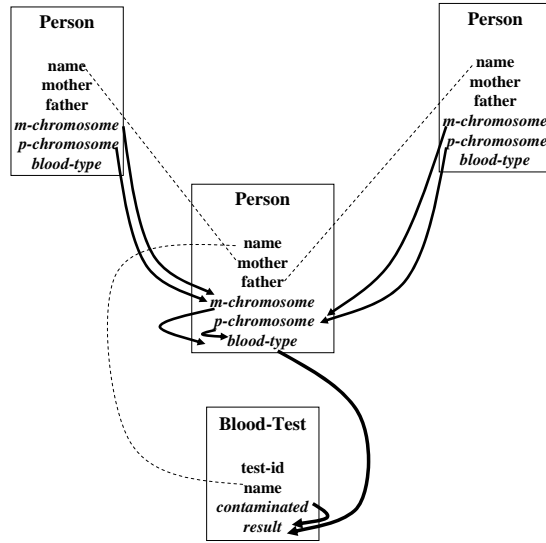 Person
name
mother
father
m-chromosome
p-chromosome
blood-type
Person
name
mother
father
m-chromosome
p-chromosome
blood-type
Person
name
mother
father
m-chromosome
p-chromosome
blood-type
Blood-Test
test-id
name
contaminated
result